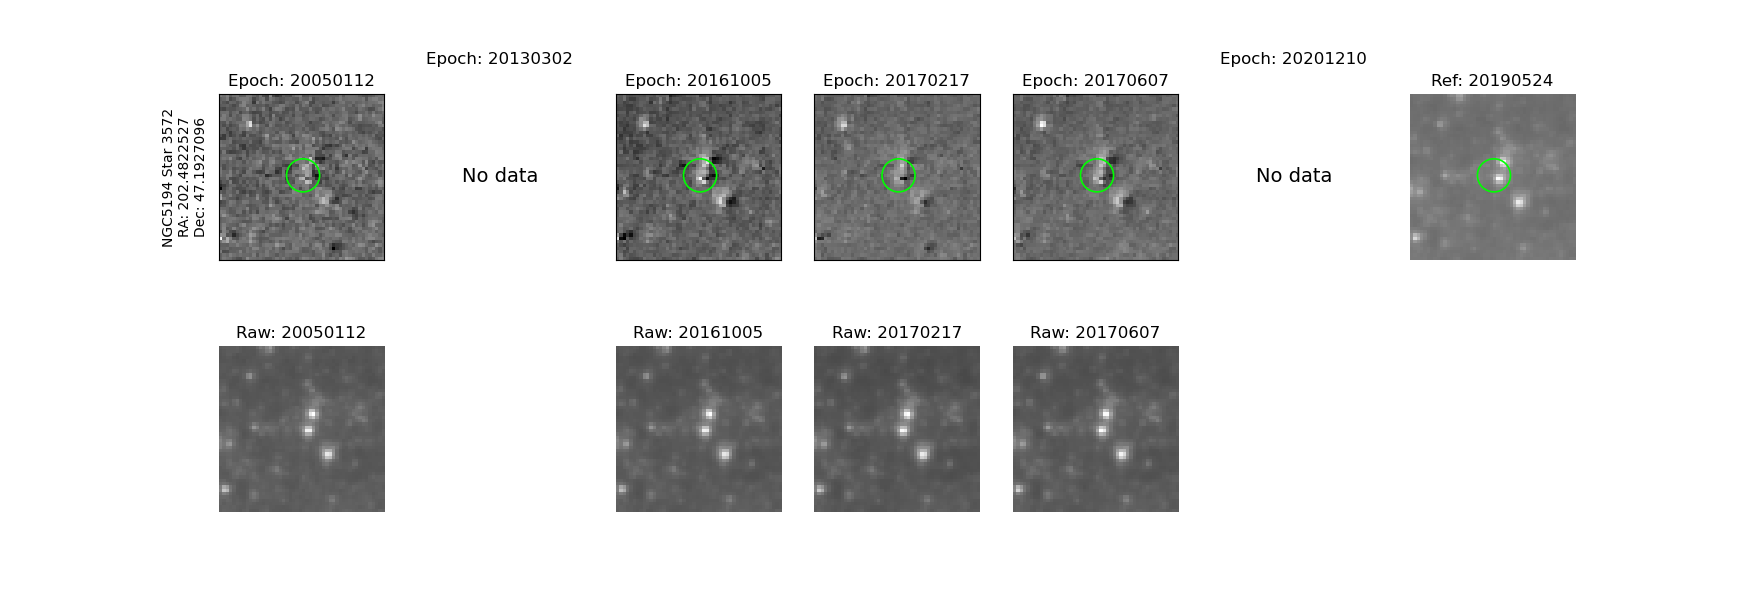 Epoch: 20130302
Epoch: 20201210
Epoch: 20050112
Epoch: 20161005
Epoch: 20170217
Epoch: 20170607
Ref: 20190524
NGC5194 Star 3572
RA: 202.4822527
Dec: 47.1927096
No data
No data
Raw: 20050112
Raw: 20161005
Raw: 20170217
Raw: 20170607